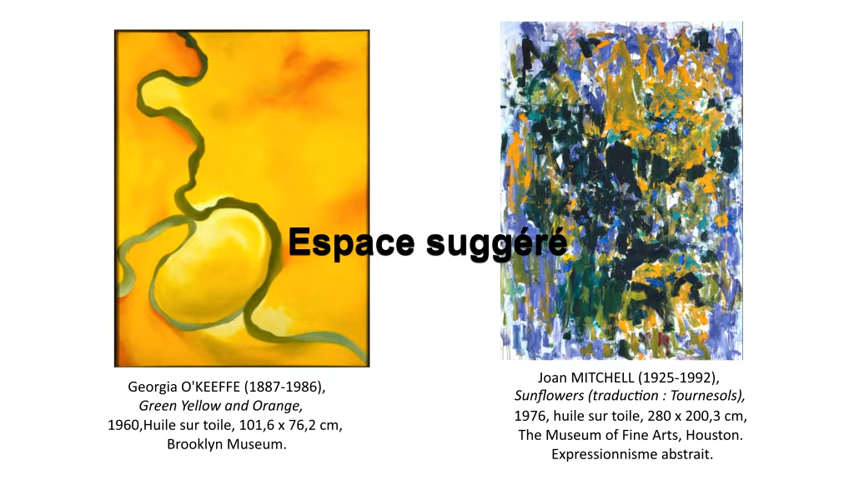 Espace suggéré
Georgia O'KEEFFE (1887-1986),
Green Yellow and Orange,
1960,Huile sur toile, 101,6 x 76,2 cm,
Brooklyn Museum.
Joan MITCHELL (1925-1992),
Sunflowers (traduction : Tournesols),
1976, huile sur toile, 280 x 200,3 cm,
The Museum of Fine Arts, Houston.
Expressionnisme abstrait.